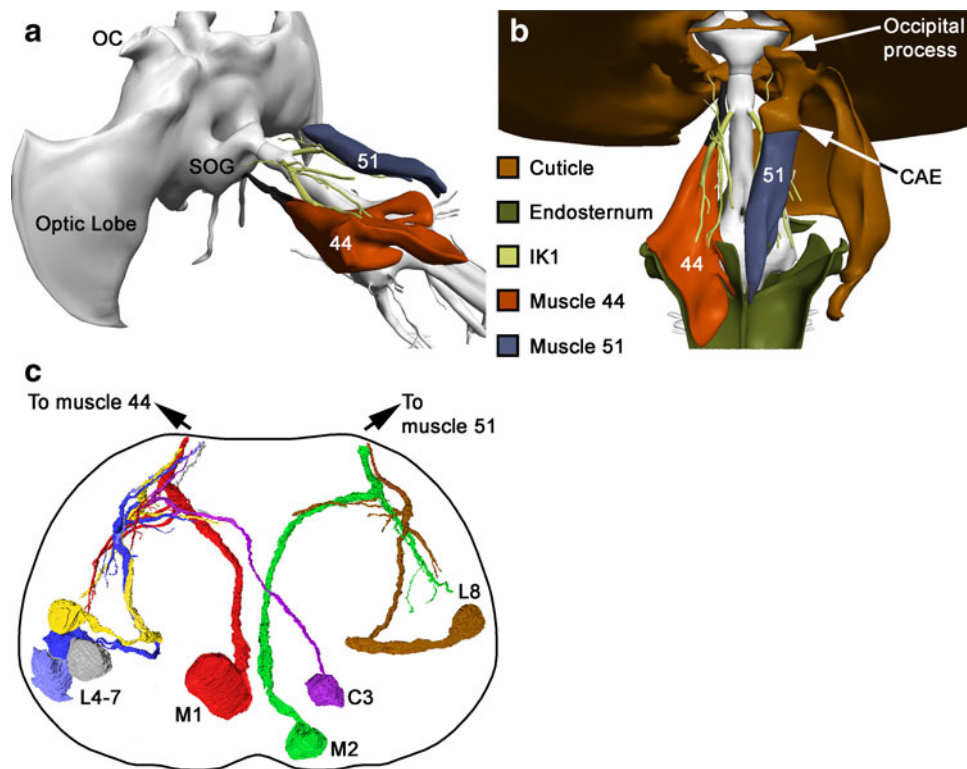 a
OC
SOG
Optic Lobe
51
44
b
Occipital
process
CAE
51
44
Cuticle
Endosternum
IK1
Muscle 44
Muscle 51
c
To muscle 44
To
muscle 51
L4-7
M1
M2
C3
L8